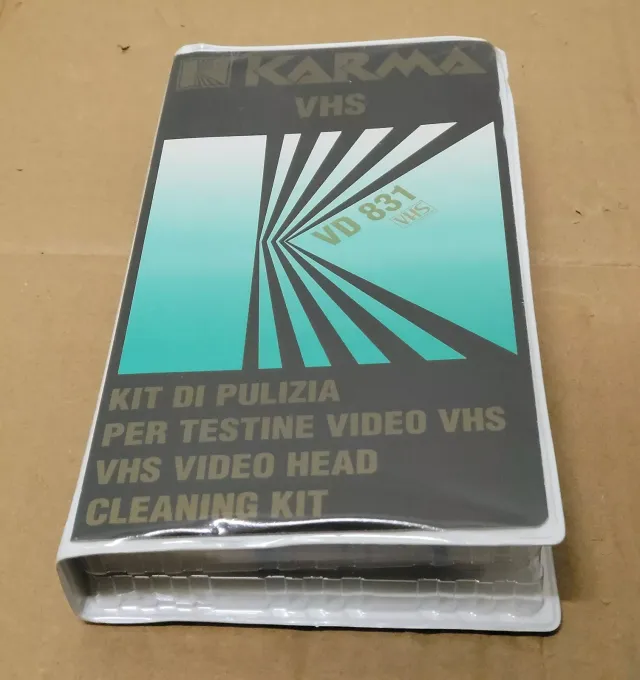 KARMA
VHS
VD 831
VHS
KIT DI PULIZIA
PER TESTINE VIDEO VHS
VHS VIDEO HEAD
CLEANING KIT